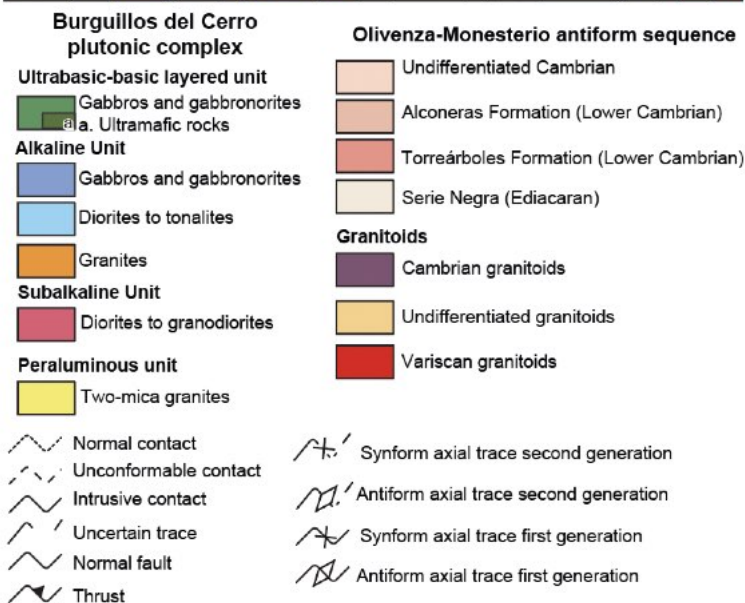 Burguillos del Cerro
plutonic complex
Ultrabasic-basic layered unit
Gabbros and gabbronorites
a a. Ultramafic rocks
Alkaline Unit
Gabbros and gabbronorites
Diorites to tonalites
Granites
Subalkaline Unit
Diorites to granodiorites
Peraluminous unit
Two-mica granites
Olivenza-Monesterio antiform sequence
Undifferentiated Cambrian
Alconeras Formation (Lower Cambrian)
Torreárboles Formation (Lower Cambrian)
Serie Negra (Ediacaran)
Granitoids
Cambrian granitoids
Undifferentiated granitoids
Variscan granitoids
Normal contact
Unconformable contact
Intrusive contact
Uncertain trace
Normal fault
Thrust
Synform axial trace second generation
Antiform axial trace second generation
Synform axial trace first generation
Antiform axial trace first generation